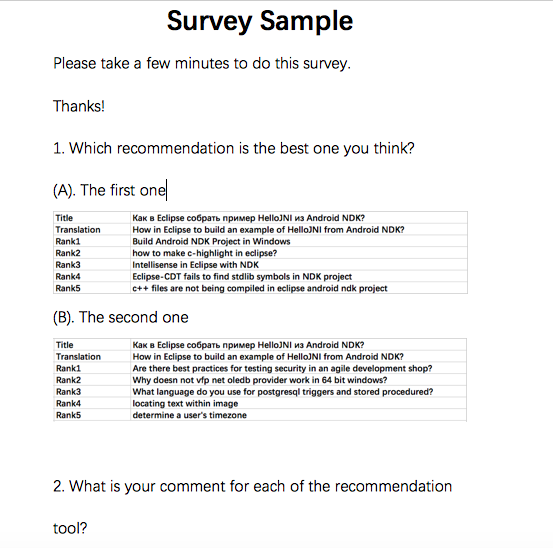 Survey Sample
Please take a few minutes to do this survey.
Thanks!
1. Which recommendation is the best one you think?
(A). The first one
Title Как в Eclipse собрать пример HelloJNI из Android NDK?
Translation How in Eclipse to build an example of HelloJNI from Android NDK?
Rank1 Build Android NDK Project in Windows
Rank2 how to make c-highlight in eclipse?
Rank3 Intellisense in Eclipse with NDK
Rank4 Eclipse-CDT fails to find stdlib symbols in NDK project
Rank5 c++ files are not being compiled in eclipse android ndk project
(B). The second one
Title Как в Eclipse собрать пример HelloJNI из Android NDK?
Translation How in Eclipse to build an example of HelloJNI from Android NDK?
Rank1 Are there best practices for testing security in an agile development shop?
Rank2 Why doesn not vfp net oledb provider work in 64 bit windows?
Rank3 What language do you use for postgresql triggers and stored procedured?
Rank4 locating text within image
Rank5 determine a user's timezone
2. What is your comment for each of the recommendation
tool?